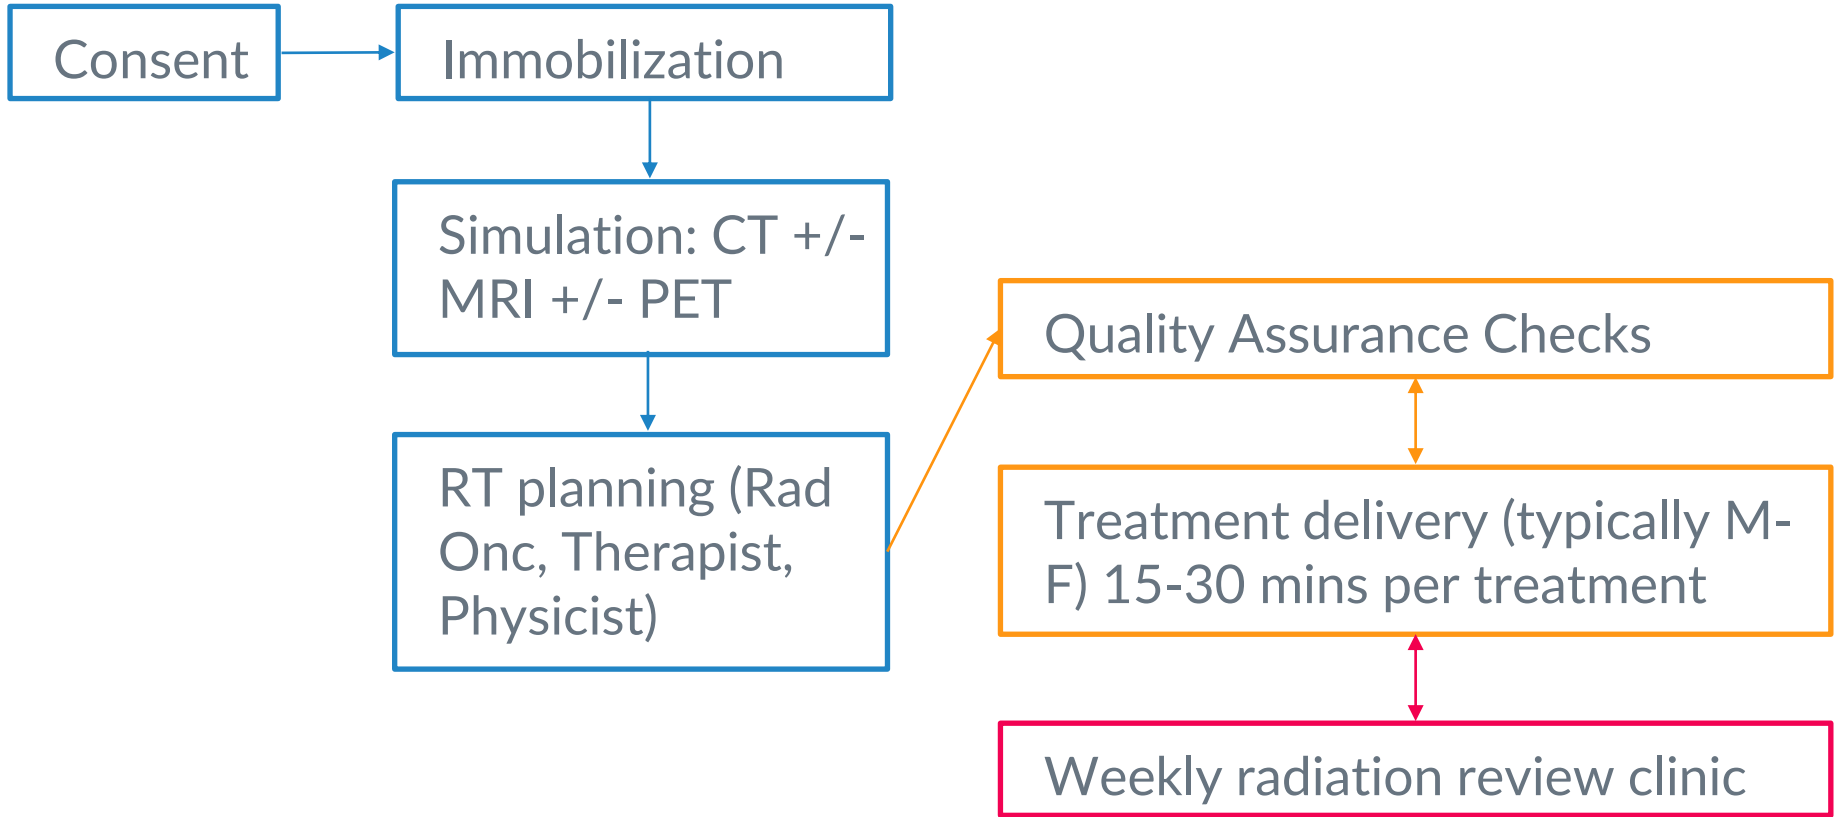 Consent
Immobilization
Simulation: CT +/-
MRI +/- PET
RT planning (Rad
Onc, Therapist,
Physicist)
Quality Assurance Checks
Treatment delivery (typically M-
F) 15-30 mins per treatment
Weekly radiation review clinic